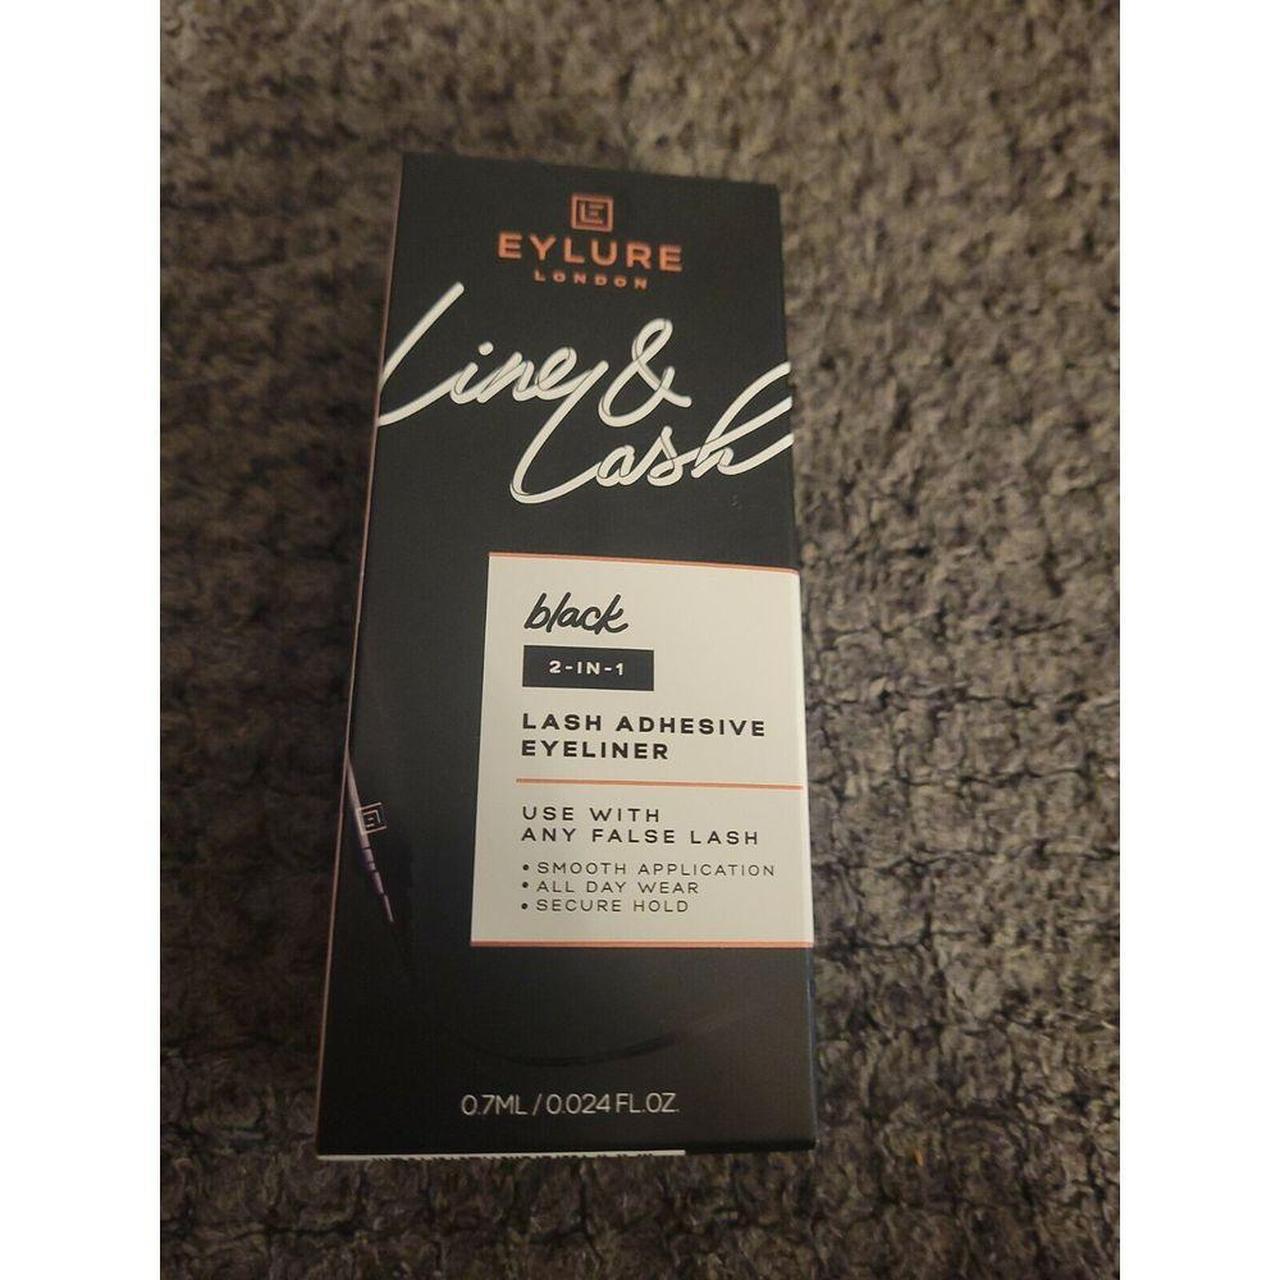 EYLURE
LONDON
Line &
Lash
black
2-IN-1
LASH ADHESIVE
EYELINER
USE WITH
ANY FALSE LASH
• SMOOTH APPLICATION
• ALL DAY WEAR
• SECURE HOLD
0.7ML / 0.024 FL.OZ.